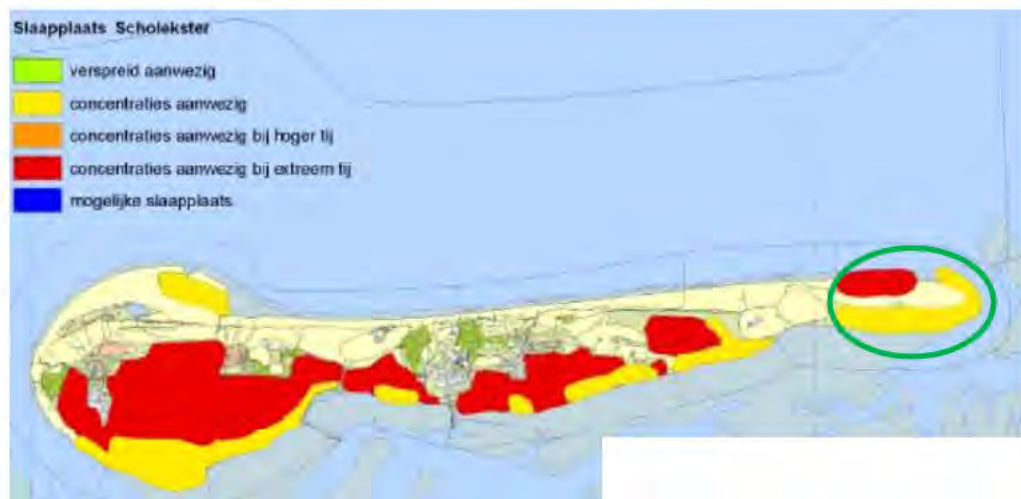 Slaapplaats Scholekster
verspreid aanwezig
concentraties aanwezig
concentraties aanwezig bij hoger tij
concentraties aanwezig bij extreem tij
mogelijke slaapplaats